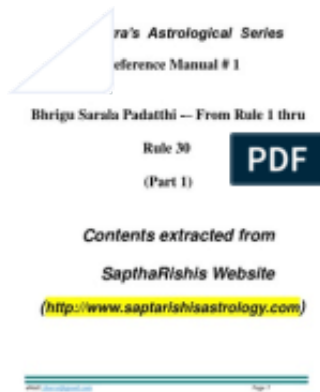 ra's Astrological Series
eference Manual # 1
Bhrigu Sarala Padatthi -– From Rule 1 thru
Rule 30
PDF
(Part 1)
Contents extracted from
SapthaRishis Website
(http://www.saptarishisastrology.com)